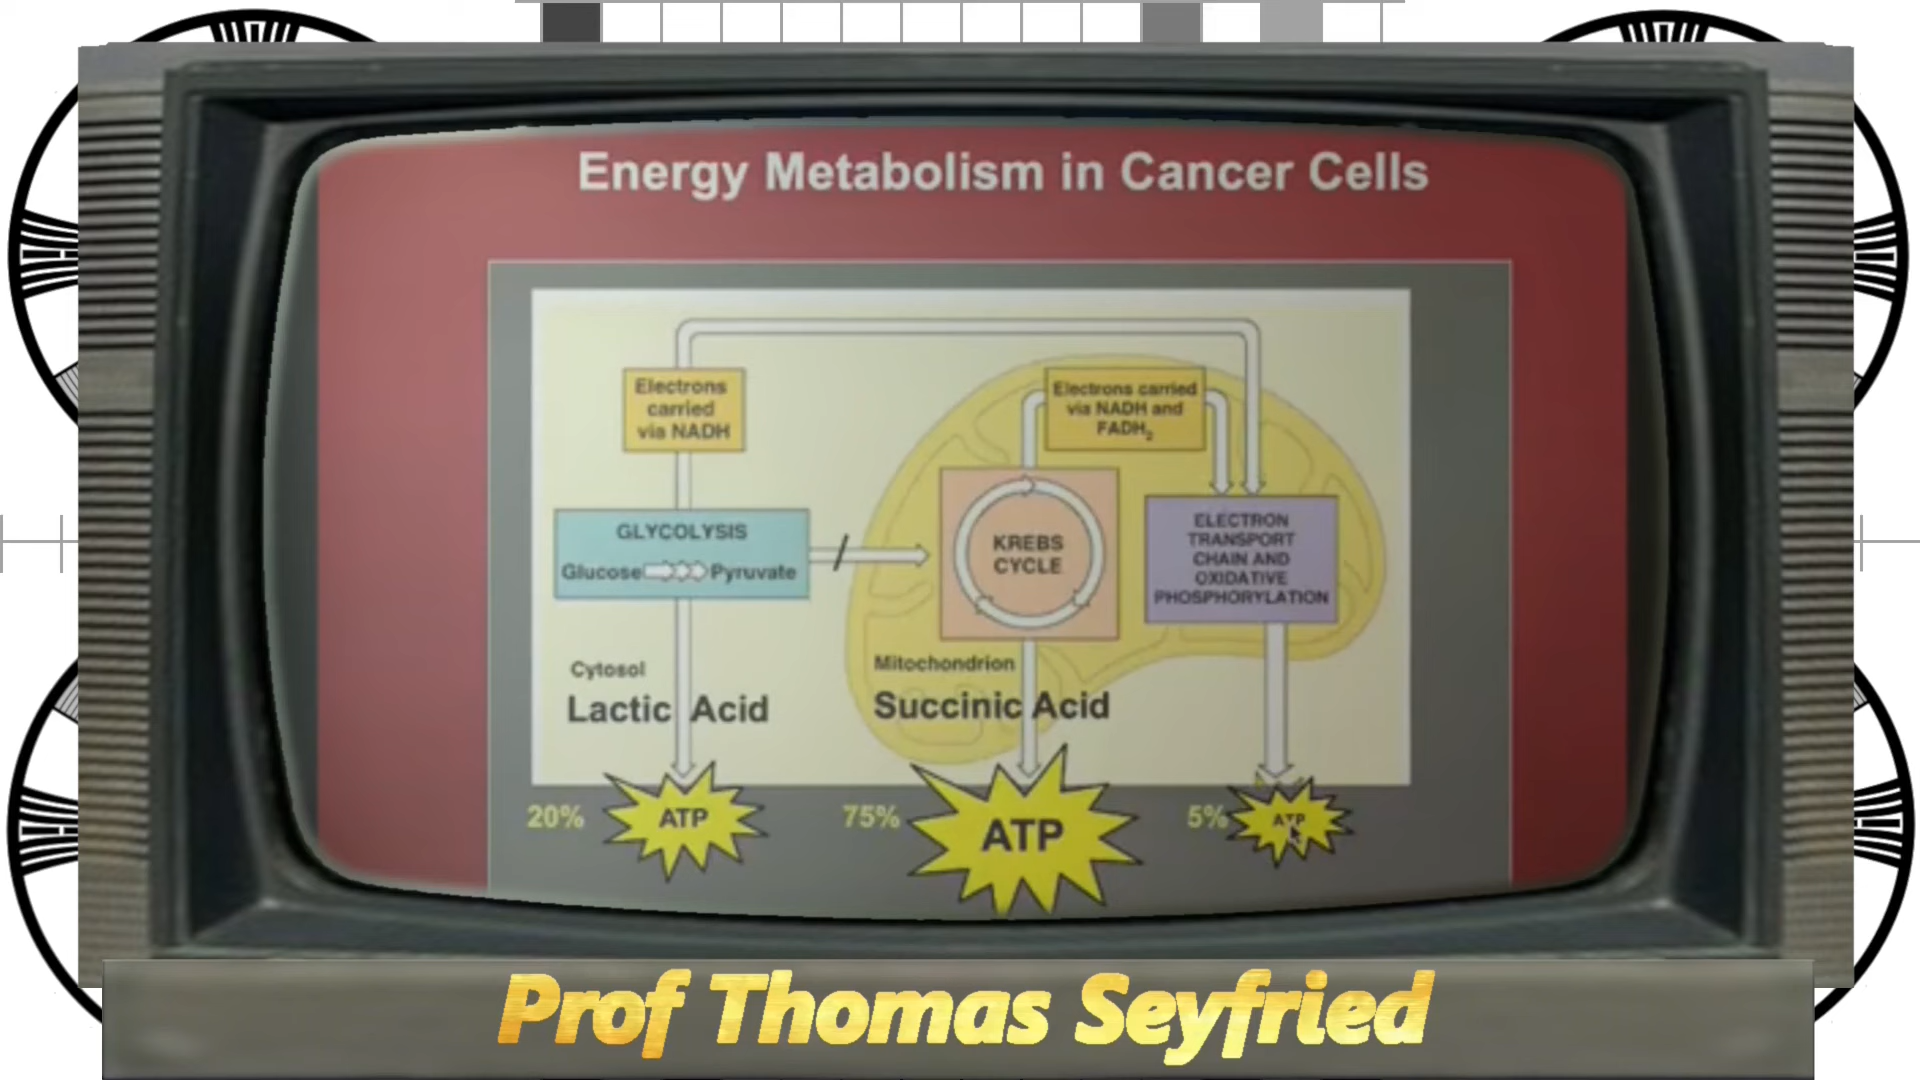 Energy Metabolism in Cancer Cells
Electrons
carried
via NADH
Electrons carried
via NADH and
FADH2
GLYCOLYSIS
Glucose Pyruvate
KREBS
CYCLE
ELECTRON
TRANSPORT
CHAIN AND
OXIDATIVE
PHOSPHORYLATION
Cytosol
Lactic Acid
Mitochondrion
Succinic Acid
20% ATP
75% ATP
5% ATP
Prof Thomas Seyfried